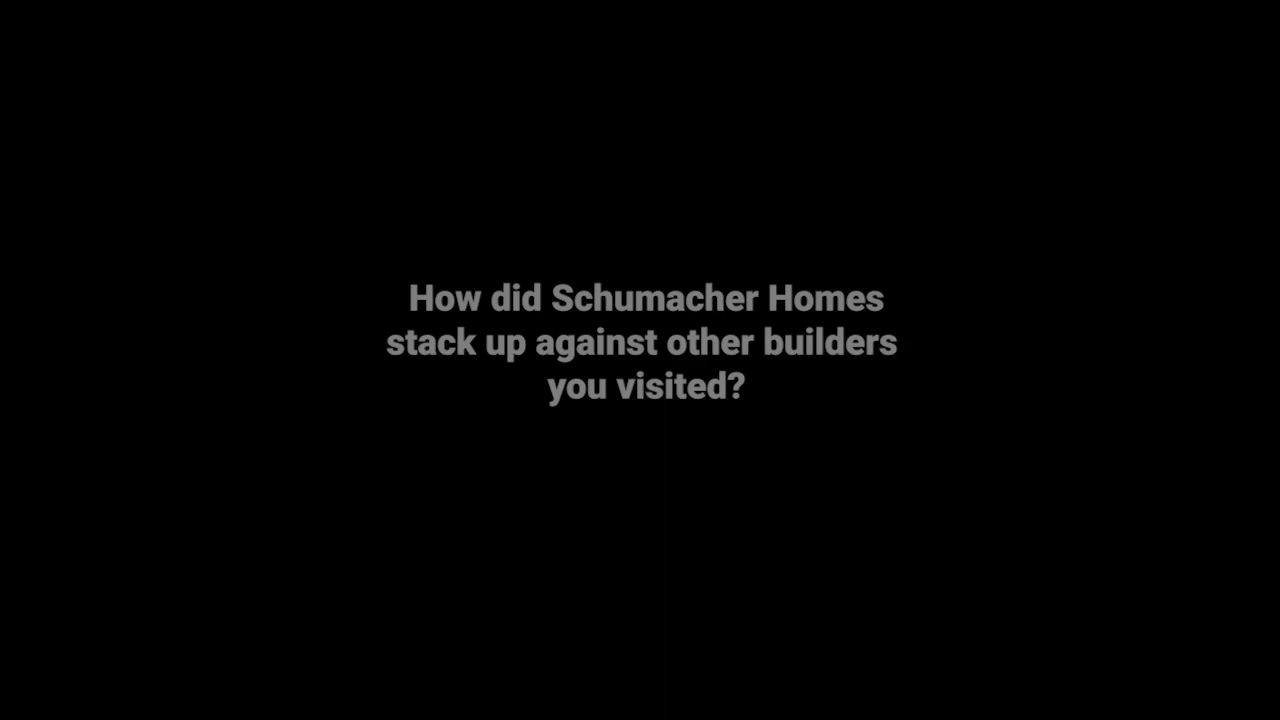 How did Schumacher Homes
stack up against other builders
you visited?